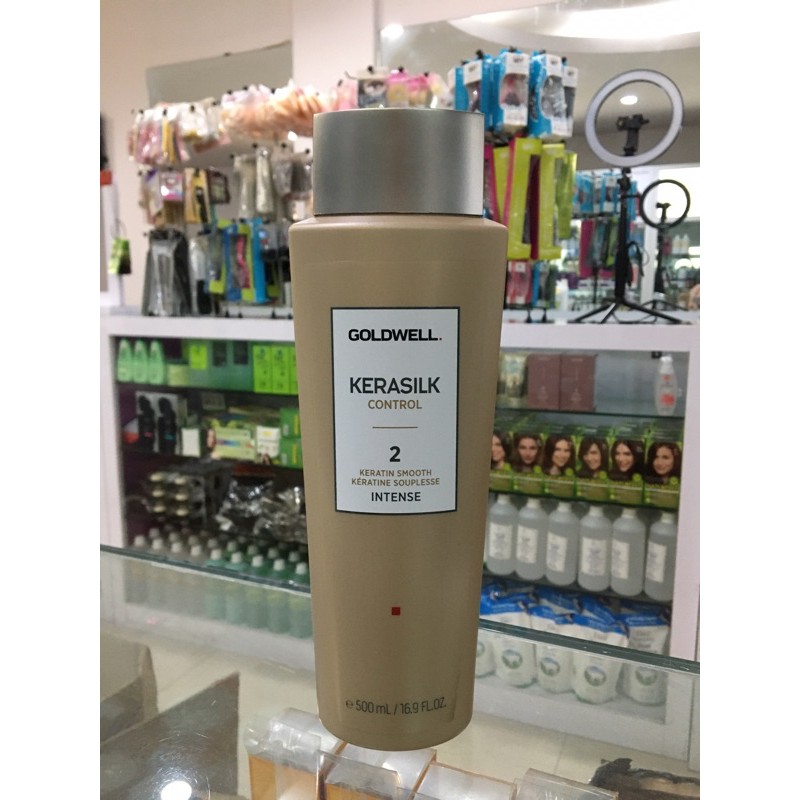 GOLDWELL.
KERASILK
CONTROL
2
KERATIN SMOOTH
KÉRATINE SOUPLESSE
INTENSE
℮ 500 mL / 16.9 FL.OZ.